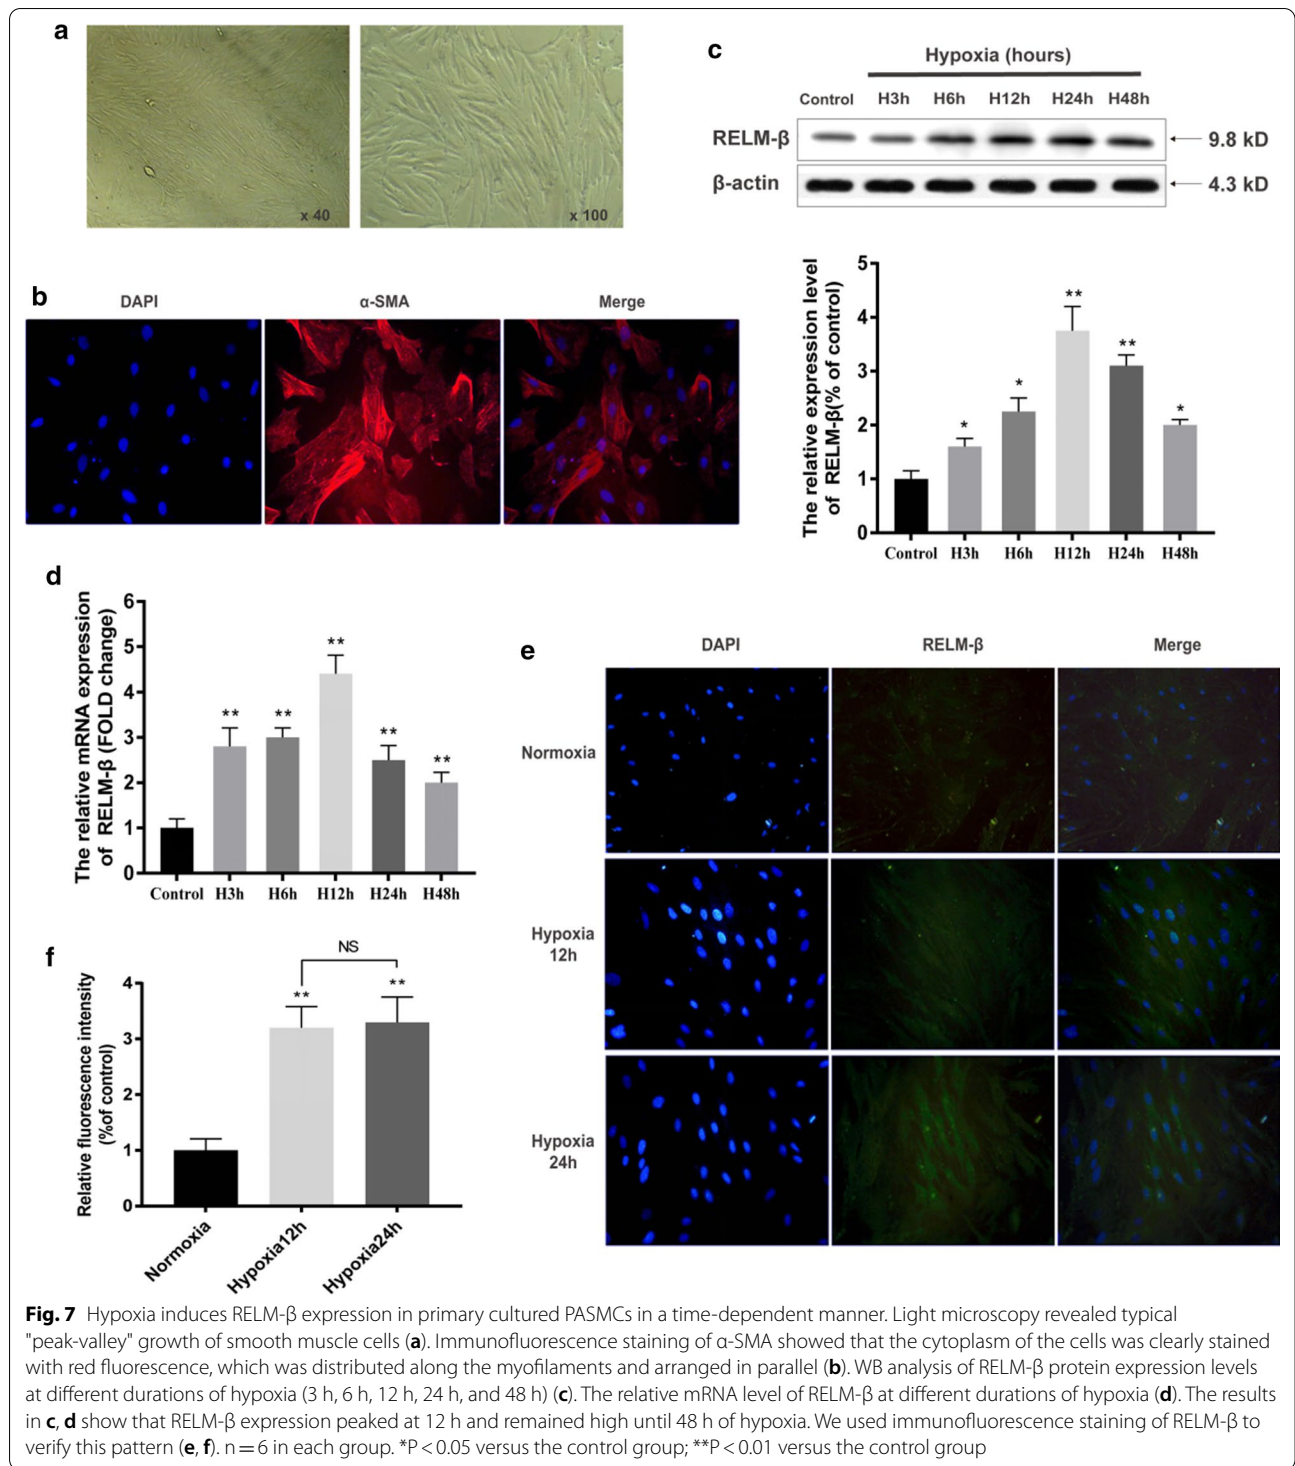 a
x 40
x 100
c
Hypoxia (hours)
Control H3h H6h H12h H24h H48h
RELM-β 9.8 kD
β-actin 4.3 kD
b
DAPI α-SMA Merge
The relative expression level
of RELM-β(% of control)
5
4
3
2
1
0
**
**
*
*
*
Control H3h H6h H12h H24h H48h
d
The relative mRNA expression
of RELM-β (FOLD change)
6
5
4
3
2
1
0
**
** **
**
**
Control H3h H6h H12h H24h H48h
e
DAPI RELM-β Merge
Normoxia
Hypoxia
12h
Hypoxia
24h
f
Relative fluorescence intensity
(%of control)
4
3
2
1
0
NS
** **
Normoxia
Hypoxia12h
Hypoxia24h
Fig. 7 Hypoxia induces RELM-β expression in primary cultured PASMCs in a time-dependent manner. Light microscopy revealed typical
"peak-valley" growth of smooth muscle cells (a). Immunofluorescence staining of α-SMA showed that the cytoplasm of the cells was clearly stained
with red fluorescence, which was distributed along the myofilaments and arranged in parallel (b). WB analysis of RELM-β protein expression levels
at different durations of hypoxia (3 h, 6 h, 12 h, 24 h, and 48 h) (c). The relative mRNA level of RELM-β at different durations of hypoxia (d). The results
in c, d show that RELM-β expression peaked at 12 h and remained high until 48 h of hypoxia. We used immunofluorescence staining of RELM-β to
verify this pattern (e, f). n = 6 in each group. *P < 0.05 versus the control group; **P < 0.01 versus the control group